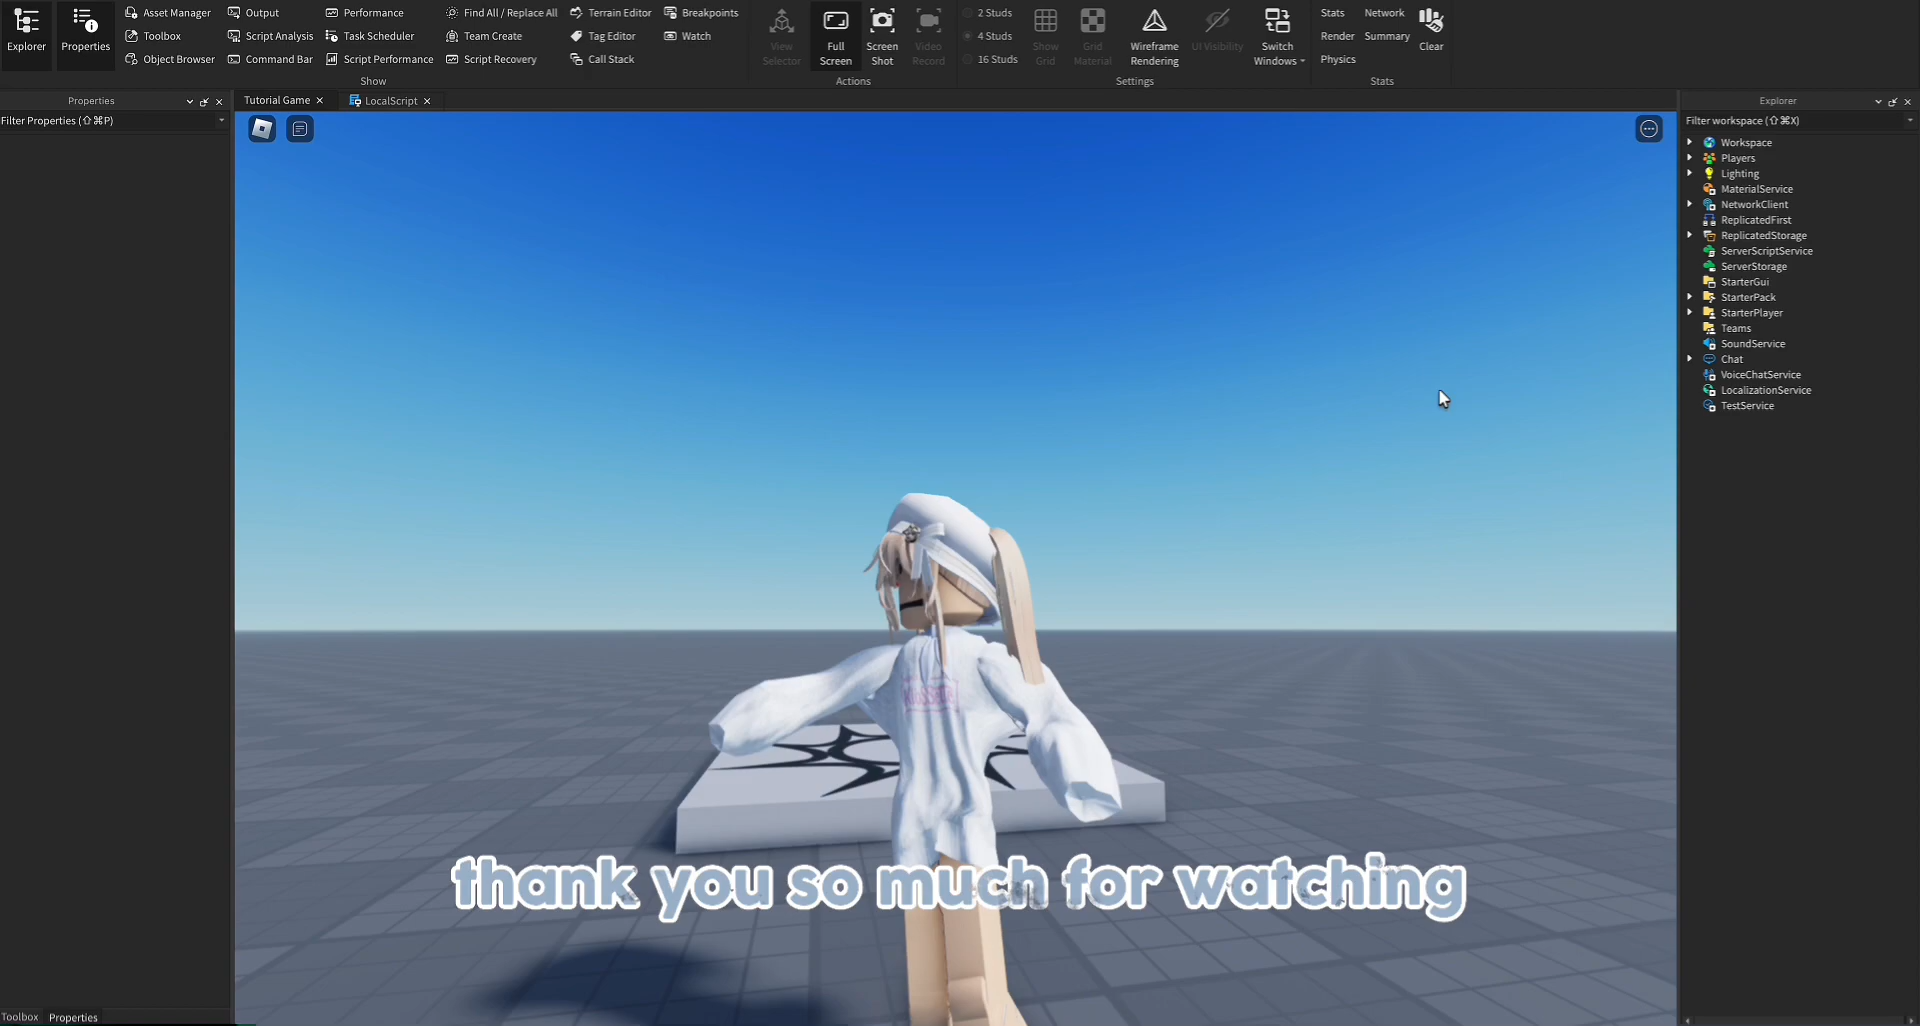 Explorer
Properties
Asset Manager
Toolbox
Object Browser
Output
Script Analysis
Command Bar
Performance
Task Scheduler
Script Performance
Find All / Replace All
Team Create
Script Recovery
Terrain Editor
Tag Editor
Call Stack
Breakpoints
Watch
Show
View
Selector
Full
Screen
Screen
Shot
Video
Record
Actions
2 Studs
4 Studs
16 Studs
Show
Grid
Grid
Material
Wireframe
Rendering
UI Visibility
Switch
Windows
Settings
Stats
Render
Physics
Network
Summary
Clear
Stats
Properties
Filter Properties (⇧⌘P)
Tutorial Game
LocalScript
Explorer
Filter workspace (⇧⌘X)
Workspace
Players
Lighting
MaterialService
NetworkClient
ReplicatedFirst
ReplicatedStorage
ServerScriptService
ServerStorage
StarterGui
StarterPack
StarterPlayer
Teams
SoundService
Chat
VoiceChatService
LocalizationService
TestService
thank you so much for watching
Toolbox
Properties